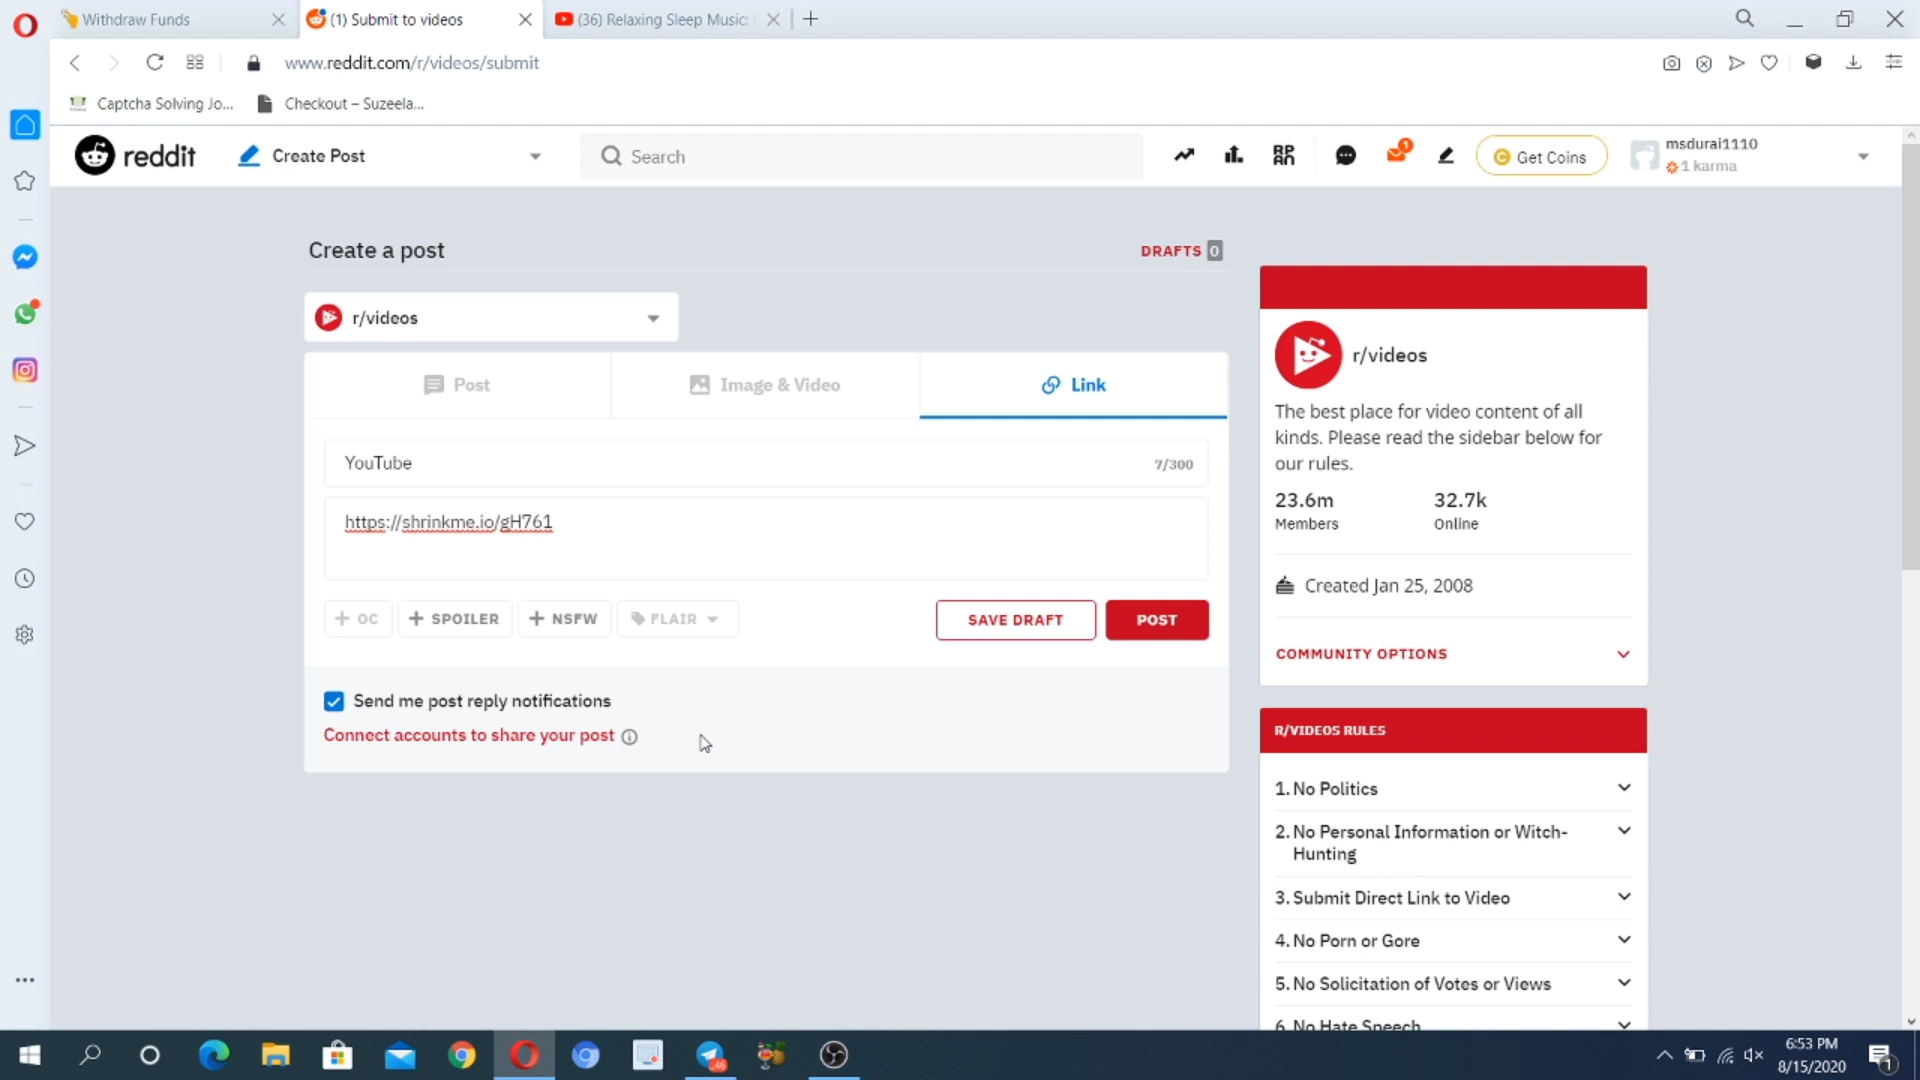 Withdraw Funds
(1) Submit to videos
(36) Relaxing Sleep Music:
www.reddit.com/r/videos/submit
Captcha Solving Jo...
Checkout – Suzeela...
reddit
Create Post
Search
RP
AN
1
Get Coins
msdurai1110
1 karma
Create a post
DRAFTS 0
r/videos
Post
Image & Video
Link
YouTube
7/300
https://shrinkme.io/gH761
+ OC
+ SPOILER
+ NSFW
FLAIR
SAVE DRAFT
POST
Send me post reply notifications
Connect accounts to share your post
r/videos
The best place for video content of all
kinds. Please read the sidebar below for
our rules.
23.6m
Members
32.7k
Online
Created Jan 25, 2008
COMMUNITY OPTIONS
R/VIDEOS RULES
1. No Politics
2. No Personal Information or Witch-
Hunting
3. Submit Direct Link to Video
4. No Porn or Gore
5. No Solicitation of Votes or Views
6. No Hate Speech
6:53 PM
8/15/2020
1